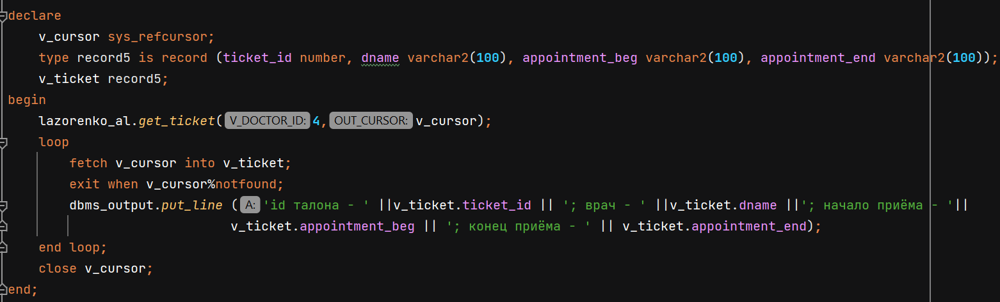 declare
    v_cursor sys_refcursor;
    type record5 is record (ticket_id number, dname varchar2(100), appointment_beg varchar2(100), appointment_end varchar2(100));
    v_ticket record5;
begin
    lazorenko_al.get_ticket( V_DOCTOR_ID: 4, OUT_CURSOR: v_cursor);
    loop
        fetch v_cursor into v_ticket;
        exit when v_cursor%notfound;
        dbms_output.put_line ( A: 'id талона - ' ||v_ticket.ticket_id || '; врач - ' ||v_ticket.dname ||'; начало приёма - '||
                             v_ticket.appointment_beg || '; конец приёма - ' || v_ticket.appointment_end);
    end loop;
    close v_cursor;
end;